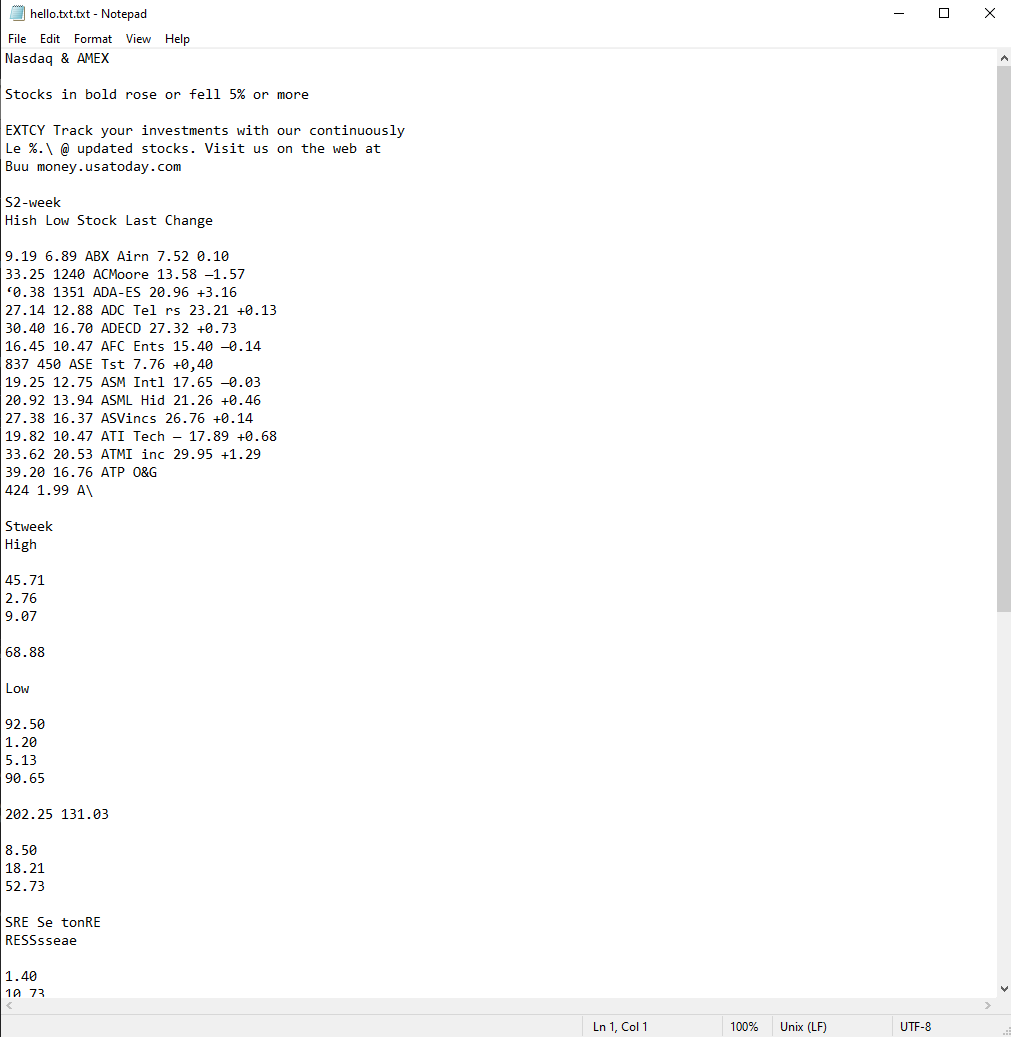 hello.txt.txt - Notepad
File Edit Format View Help
Nasdaq & AMEX
Stocks in bold rose or fell 5% or more
EXTCY Track your investments with our continuously
Le %.\ @ updated stocks. Visit us on the web at
Buu money.usatoday.com
S2-week
Hish Low Stock Last Change
9.19 6.89 ABX Airn 7.52 0.10
33.25 1240 ACMoore 13.58 —1.57
‘0.38 1351 ADA-ES 20.96 +3.16
27.14 12.88 ADC Tel rs 23.21 +0.13
30.40 16.70 ADECD 27.32 +0.73
16.45 10.47 AFC Ents 15.40 —0.14
837 450 ASE Tst 7.76 +0,40
19.25 12.75 ASM Intl 17.65 —0.03
20.92 13.94 ASML Hid 21.26 +0.46
27.38 16.37 ASVincs 26.76 +0.14
19.82 10.47 ATI Tech — 17.89 +0.68
33.62 20.53 ATMI inc 29.95 +1.29
39.20 16.76 ATP O&G
424 1.99 A\
Stweek
High
45.71
2.76
9.07
68.88
Low
92.50
1.20
5.13
90.65
202.25 131.03
8.50
18.21
52.73
SRE Se tonRE
RESSsseae
1.40
10.73
Ln 1, Col 1 100% Unix (LF) UTF-8